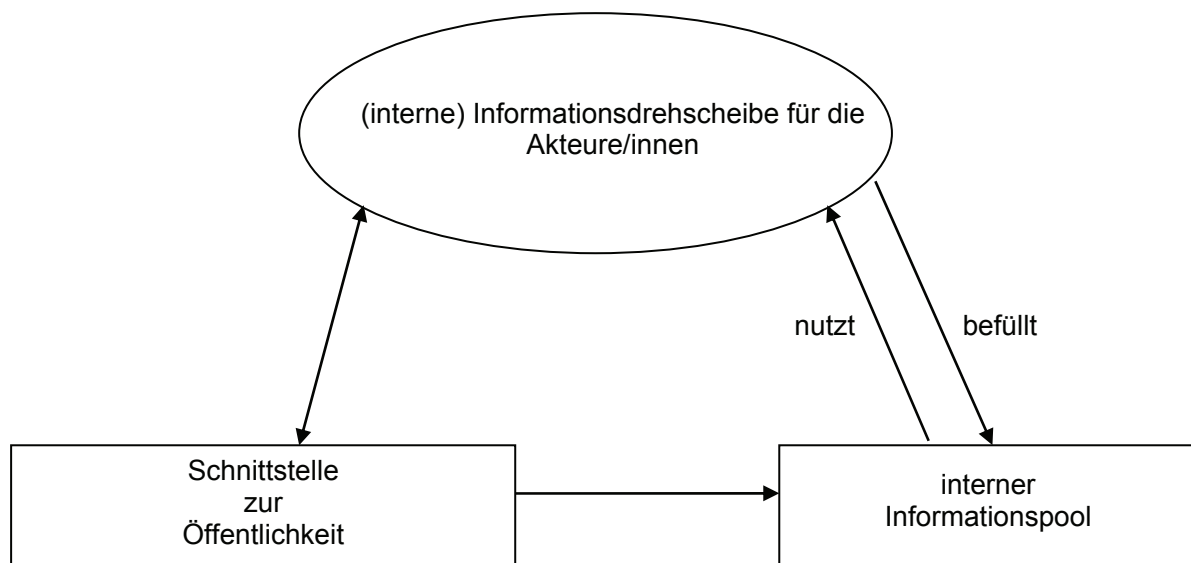 (interne) Informationsdrehscheibe für die
Akteure/innen
nutzt
befüllt
Schnittstelle
zur
Öffentlichkeit
interner
Informationspool